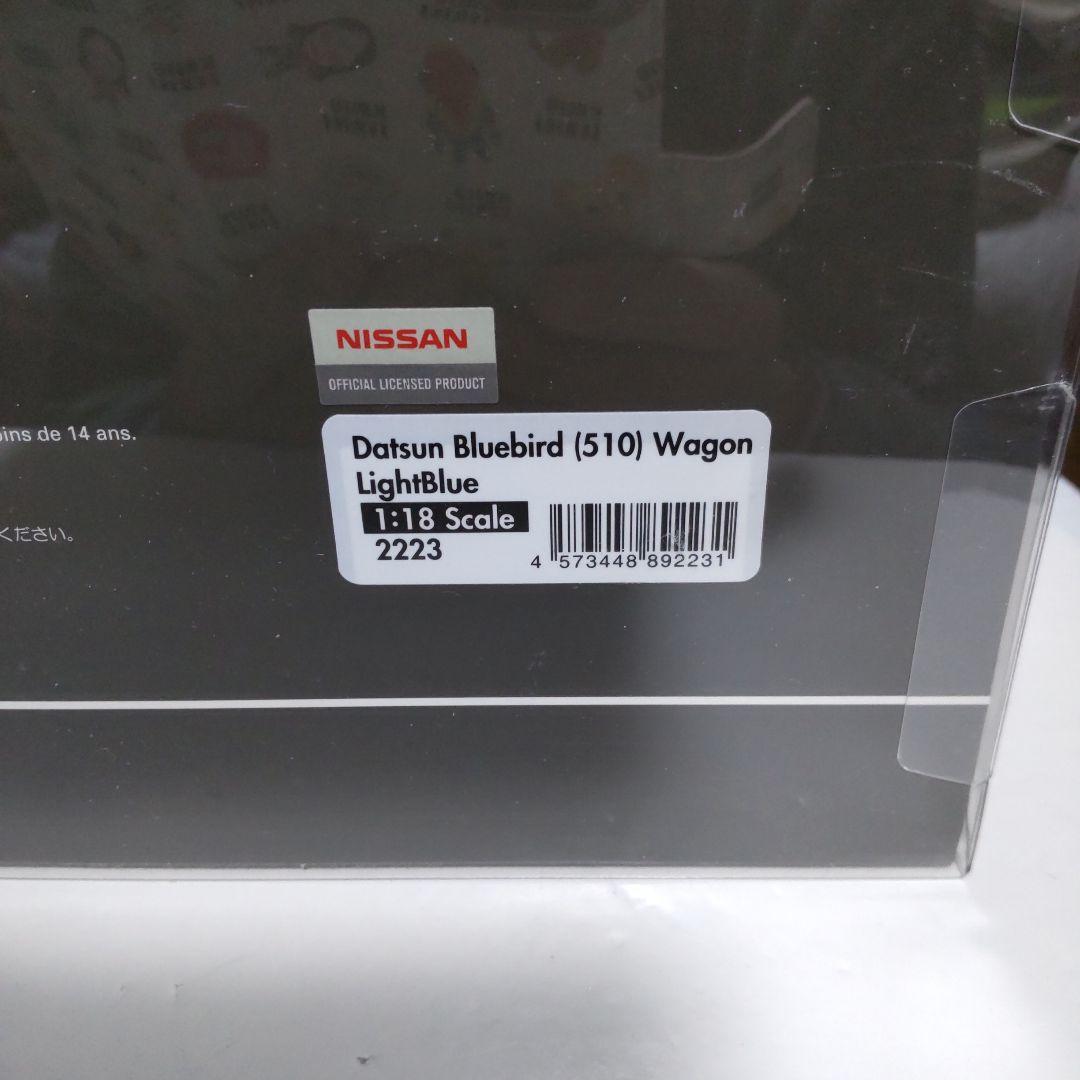 NISSAN
OFFICIAL LICENSED PRODUCT
de 14 ans.
Datsun Bluebird (510) Wagon
LightBlue
1:18 Scale
ください。
2223
4 573448 892231